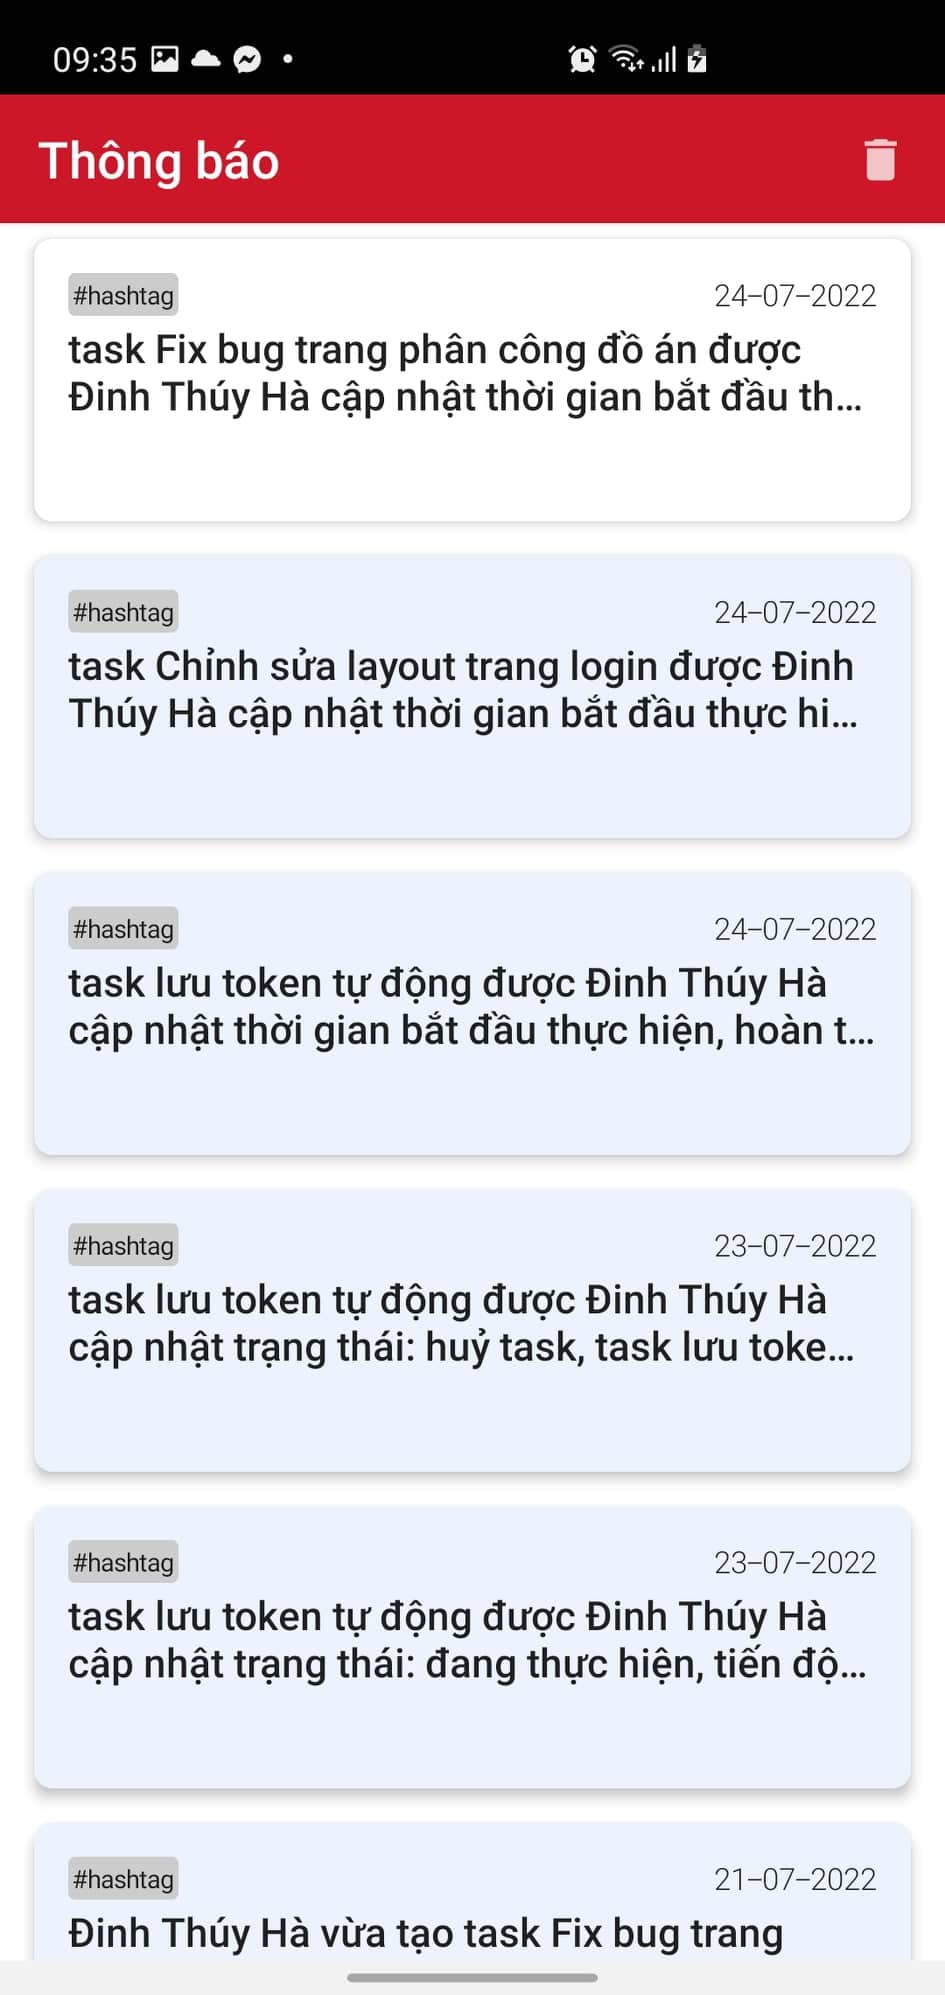 09:35
Thông báo
#hashtag 24-07-2022
task Fix bug trang phân công đồ án được
Đinh Thúy Hà cập nhật thời gian bắt đầu th...
#hashtag 24-07-2022
task Chỉnh sửa layout trang login được Đinh
Thúy Hà cập nhật thời gian bắt đầu thực hi...
#hashtag 24-07-2022
task lưu token tự động được Đinh Thúy Hà
cập nhật thời gian bắt đầu thực hiện, hoàn t...
#hashtag 23-07-2022
task lưu token tự động được Đinh Thúy Hà
cập nhật trạng thái: huỷ task, task lưu toke...
#hashtag 23-07-2022
task lưu token tự động được Đinh Thúy Hà
cập nhật trạng thái: đang thực hiện, tiến độ...
#hashtag 21-07-2022
Đinh Thúy Hà vừa tạo task Fix bug trang